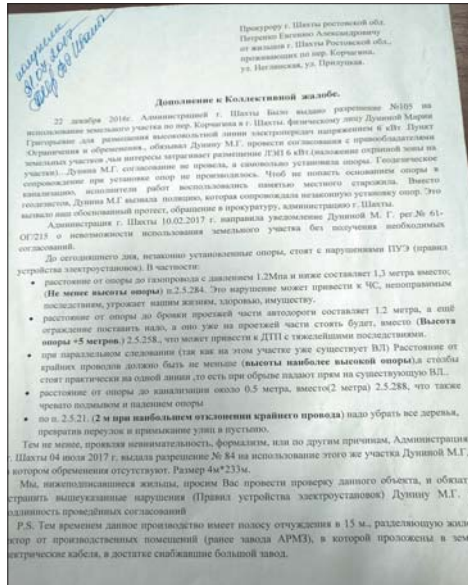 Прокурору г. Шахты ростовской обл.
Петренко Евгению Александровичу
от жильцов г. Шахты Ростовской обл.,
проживающих по пер. Корчагина,
ул. Неглинская, ул. Прилуцкая.
Дополнение к Коллективной жалобе.
22 декабря 2016г. Администрацией г. Шахты Было выдано разрешение №105 на
использование земельного участка по пер. Корчагина в г. Шахты. физическому лицу Дуниной Марии
Григорьевне для размещения высоковольтной линии электропередач напряжением 6 кВт .Пункт
:Ограничения и обременения., обязывал Дунину М.Г. провести согласования с правообладателями
земельных участков ,чьи интересы затрагивает размещение ЛЭП 6 кВт.(наложение охранной зоны на
участки). Дунина М.Г. согласование не провела, а самовольно установила опоры. Геодезическое
сопровождение при установке опор не производилось. Чтоб не попасть основанием опоры в
канализацию, исполнители работ воспользовались памятью местного старожила. Вместо
геодезистов, Дунина М.Г вызвала полицию, которая сопровождала незаконную установку опор. Это
вызвало наш обоснованный протест, обращение в прокуратуру, администрацию г. Шахты.
Администрация г. Шахты 10.02.2017 г. направила уведомление Дуниной М. Г. рег.№ 61-
ОГ/215 о невозможности использования земельного участка без получения необходимых
согласований.
До сегодняшнего дня, незаконно установленные опоры, стоят с нарушениями ПУЭ (правил
устройства электроустановок). В частности:
• расстояние от опоры до газопровода с давлением 1.2Мпа и ниже составляет 1,3 метра вместо;
(Не менее высоты опоры) п.2.5.284. Это нарушение может привести к ЧС, непоправимым
последствиям, угрожает нашим жизням, здоровью, имуществу.
• расстояние от опоры до бровки проезжей части автодороги составляет 1.2 метра, а ещё
ограждение поставить надо, а оно уже на проезжей части стоять будет, вместо (Высота
опоры +5 метров.) 2.5.258., что может привести к ДТП с тяжелейшими последствиями.
• при параллельном следовании (так как на этом участке уже существует ВЛ) Расстояние от
крайних проводов должно быть не меньше (высоты наиболее высокой опоры),а столбы
стоят практически на одной линии ,то есть при обрыве падают прям на существующую ВЛ..
• расстояние от опоры до канализации около 0.5 метра, вместо(2 метра) 2.5.288, что также
чревато подмывом и падением опоры
• по п. 2.5.21. (2 м при наибольшем отклонении крайнего провода) надо убрать все деревья,
превратив переулок и примыкание улиц в пустыню.
Тем не менее, проявляя невнимательность, формализм, или по другим причинам, Администрация
г. Шахты 04 июля 2017 г. выдала разрешение № 84 на использование этого же участка Дуниной М.Г.,
в котором обременения отсутствуют. Размер 4м*233м.
Мы, нижеподписавшиеся жильцы, просим Вас провести проверку данного объекта, и обязат
странить вышеуказанные нарушения (Правил устройства электроустановок) Дунину М.Г.
одлинность проведённых согласований
P.S. Тем временем данное производство имеет полосу отчуждения в 15 м., разделяющую жило
ктор от производственных помещений (ранее завода АРМЗ), в которой проложены в зем
ектрические кабеля, в достатке снабжавшие большой завод.